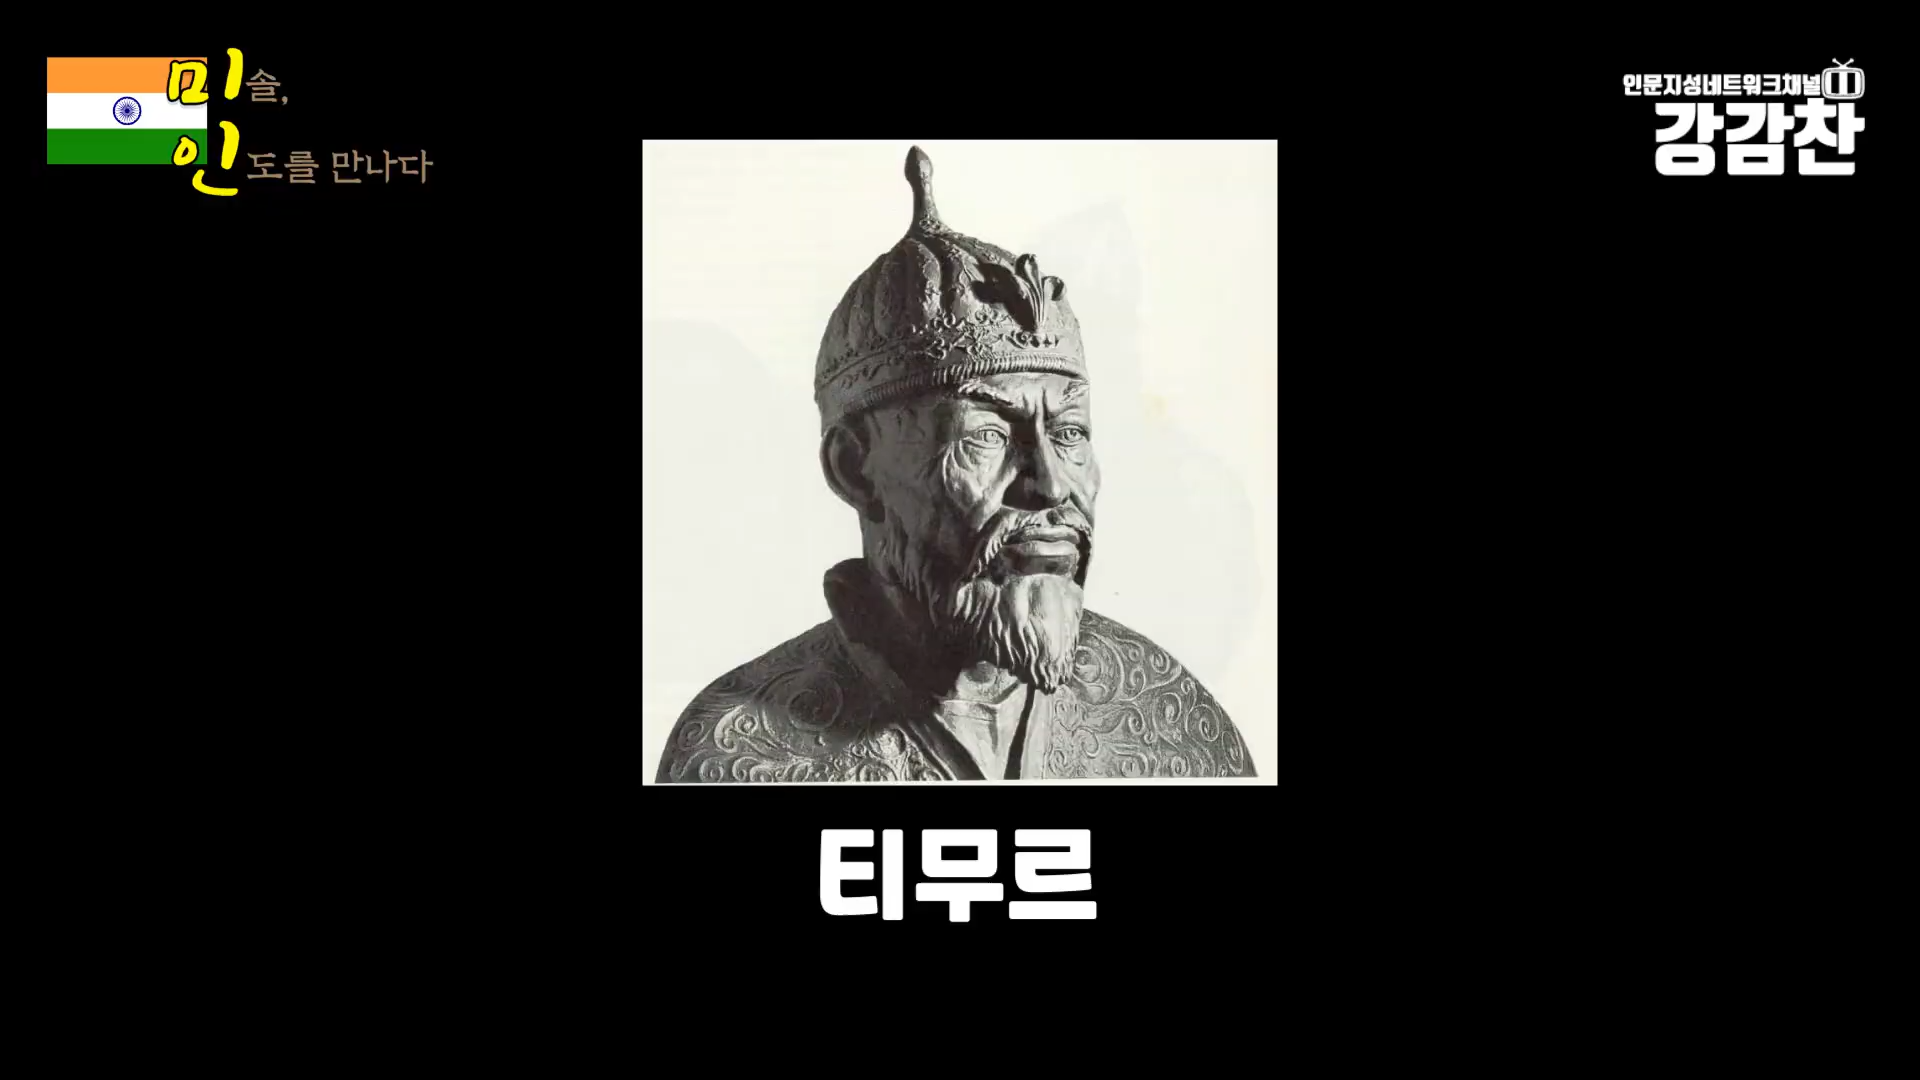 미솔,
인도를 만나다
인문지성네트워크채널
강감찬
티무르